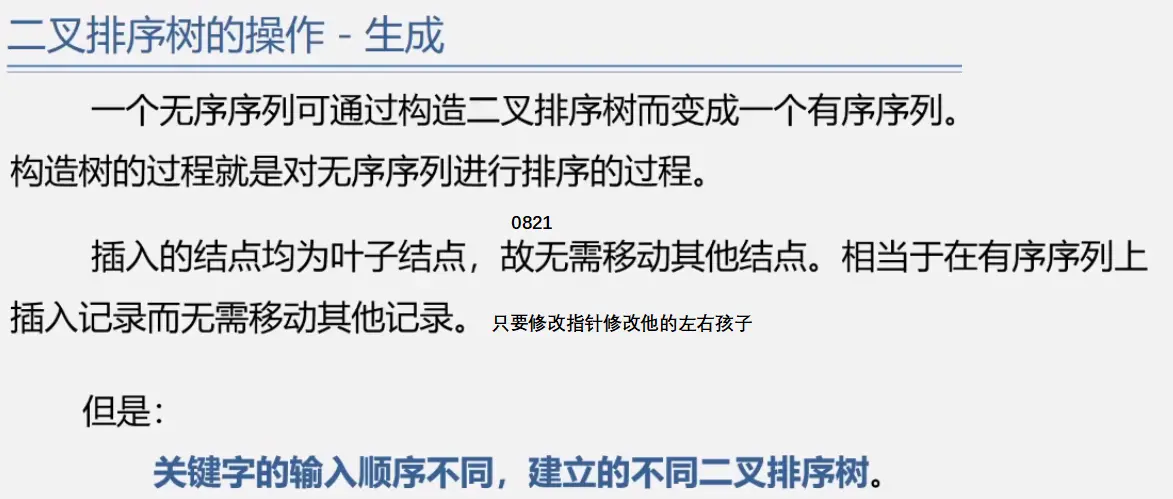 二叉排序树的操作 - 生成
一个无序序列可通过构造二叉排序树而变成一个有序序列。
构造树的过程就是对无序序列进行排序的过程。
0821
插入的结点均为叶子结点，故无需移动其他结点。相当于在有序序列上
插入记录而无需移动其他记录。 只要修改指针修改他的左右孩子
但是：
关键字的输入顺序不同，建立的不同二叉排序树。